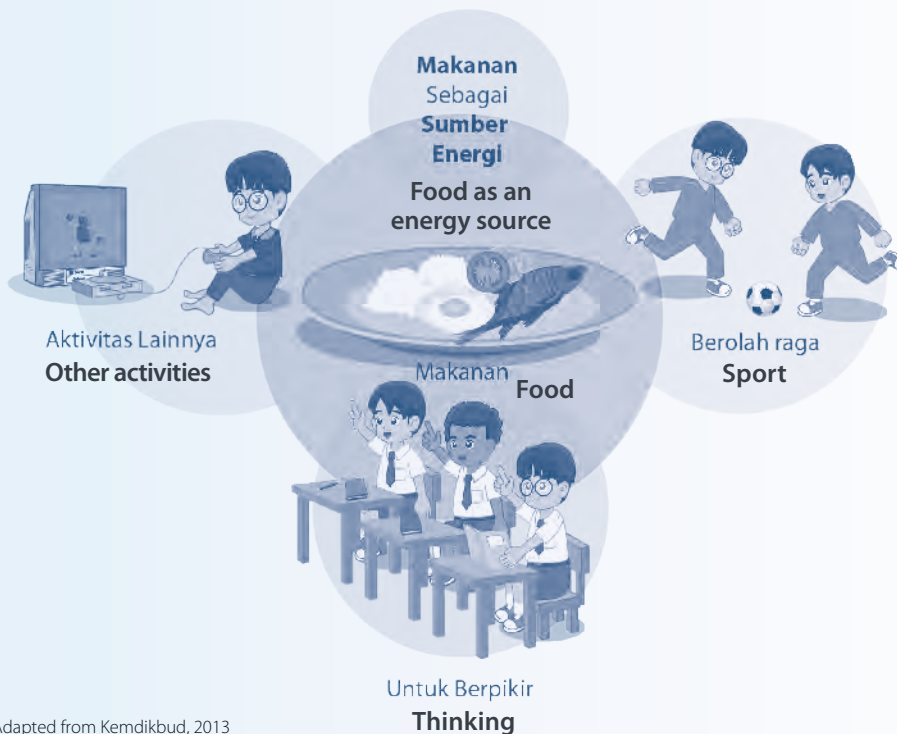 Makanan
Sebagai
Sumber
Energi
Food as an
energy source
Aktivitas Lainnya
Other activities
Berolah raga
Sport
Makanan Food
Untuk Berpikir
Thinking
Adapted from Kemdikbud, 2013